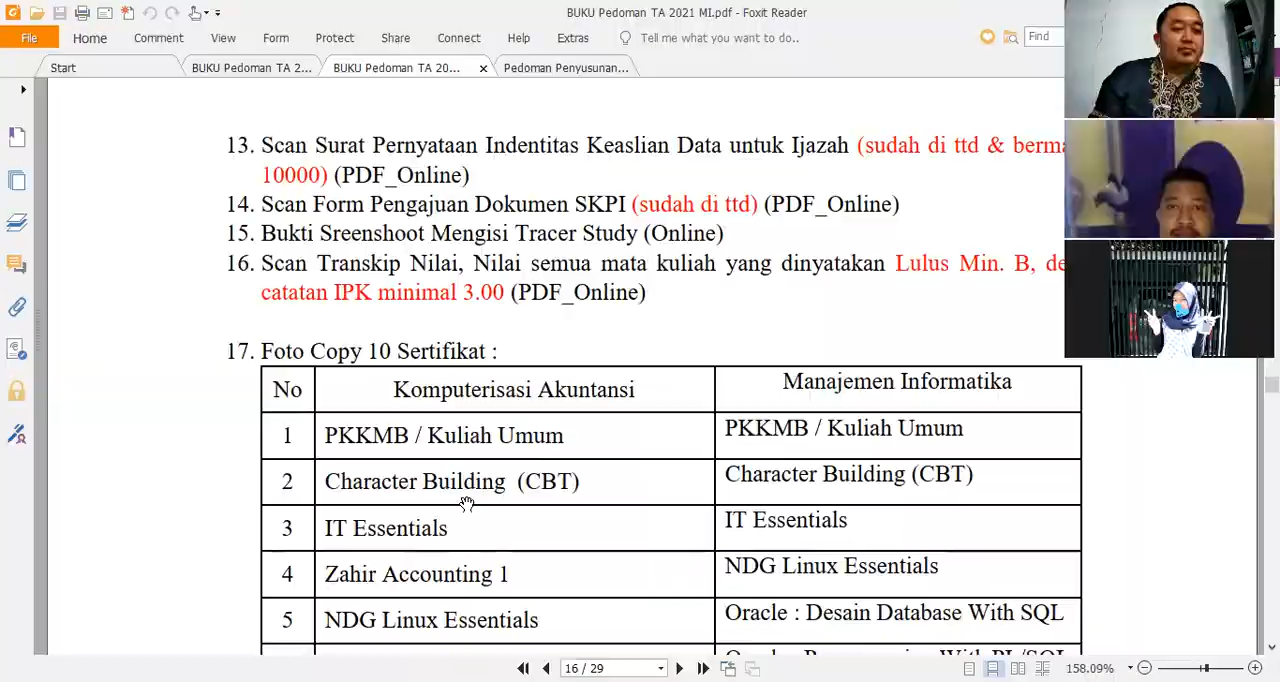 BUKU Pedoman TA 2021 MI.pdf - Foxit Reader
File Home Comment View Form Protect Share Connect Help Extras Tell me what you want to do.. Find
Start BUKU Pedoman TA 2... BUKU Pedoman TA 20... Pedoman Penyusunan...
13. Scan Surat Pernyataan Indentitas Keaslian Data untuk Ijazah (sudah di ttd & berma
10000) (PDF_Online)
14. Scan Form Pengajuan Dokumen SKPI (sudah di ttd) (PDF_Online)
15. Bukti Sreenshoot Mengisi Tracer Study (Online)
16. Scan Transkip Nilai, Nilai semua mata kuliah yang dinyatakan Lulus Min. B, de
catatan IPK minimal 3.00 (PDF_Online)
17. Foto Copy 10 Sertifikat :
No Komputerisasi Akuntansi Manajemen Informatika
1 PKKMB / Kuliah Umum PKKMB / Kuliah Umum
2 Character Building (CBT) Character Building (CBT)
3 IT Essentials IT Essentials
4 Zahir Accounting 1 NDG Linux Essentials
5 NDG Linux Essentials Oracle : Desain Database With SQL
16 / 29 158.09%